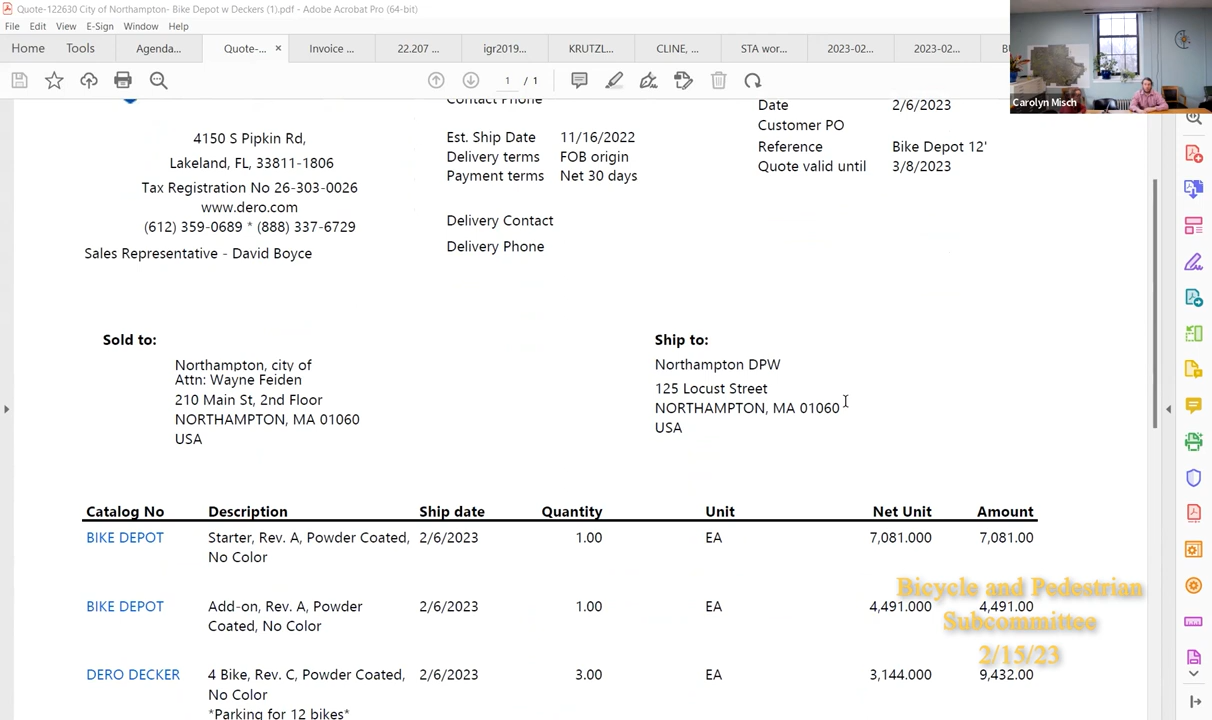 Quote-122630 City of Northampton- Bike Depot w Deckers (1).pdf - Adobe Acrobat Pro (64-bit)
File Edit View E-Sign Window Help
Home Tools Agenda... Quote-... × Invoice ... 22.207 igr2019... KRUTZL... CLINE, ... STA wor... 2023-02... 2023-02...
1 / 1
Carolyn Misch
Contact Phone
Date 2/6/2023
Customer PO
4150 S Pipkin Rd,
Est. Ship Date 11/16/2022
Reference Bike Depot 12'
Lakeland, FL, 33811-1806
Delivery terms FOB origin
Quote valid until 3/8/2023
Tax Registration No 26-303-0026
Payment terms Net 30 days
www.dero.com
(612) 359-0689 * (888) 337-6729
Delivery Contact
Sales Representative - David Boyce
Delivery Phone
Sold to:
Northampton, city of
Attn: Wayne Feiden
210 Main St, 2nd Floor
NORTHAMPTON, MA 01060
USA
Ship to:
Northampton DPW
125 Locust Street
NORTHAMPTON, MA 01060
USA
Catalog No Description Ship date Quantity Unit Net Unit Amount
BIKE DEPOT Starter, Rev. A, Powder Coated, 2/6/2023 1.00 EA 7,081.000 7,081.00
No Color
BIKE DEPOT Add-on, Rev. A, Powder 2/6/2023 1.00 EA 4,491.000 4,491.00
Coated, No Color
DERO DECKER 4 Bike, Rev. C, Powder Coated, 2/6/2023 3.00 EA 3,144.000 9,432.00
No Color
*Parking for 12 bikes*
Bicycle and Pedestrian
Subcommittee
2/15/23